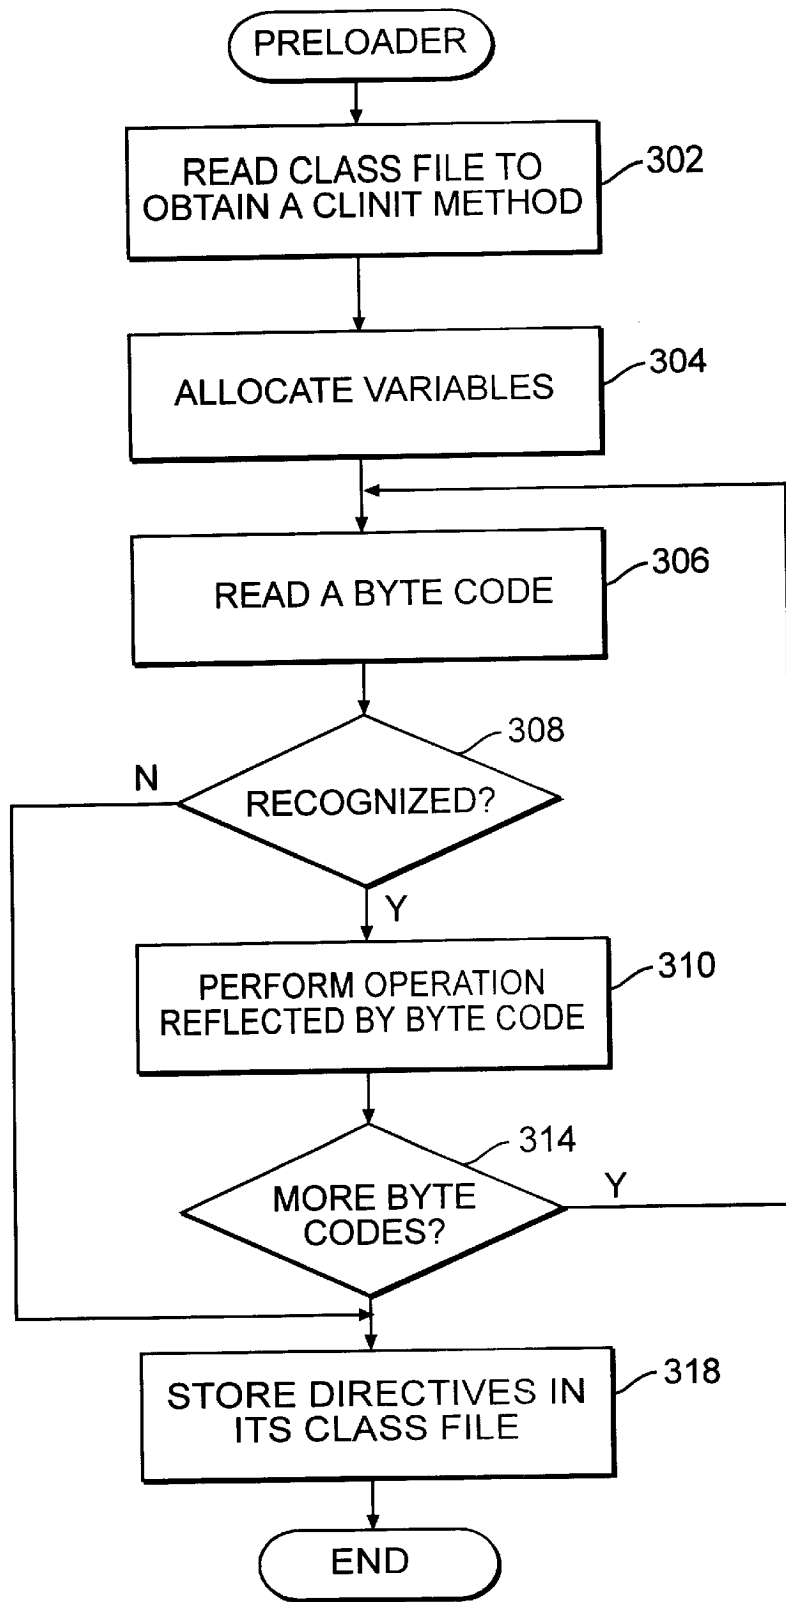 PRELOADER
READ CLASS FILE TO
OBTAIN A CLINIT METHOD
302
ALLOCATE VARIABLES
304
READ A BYTE CODE
306
308
N
RECOGNIZED?
Y
PERFORM OPERATION
REFLECTED BY BYTE CODE
310
314
MORE BYTE
CODES?
Y
STORE DIRECTIVES IN
ITS CLASS FILE
318
END